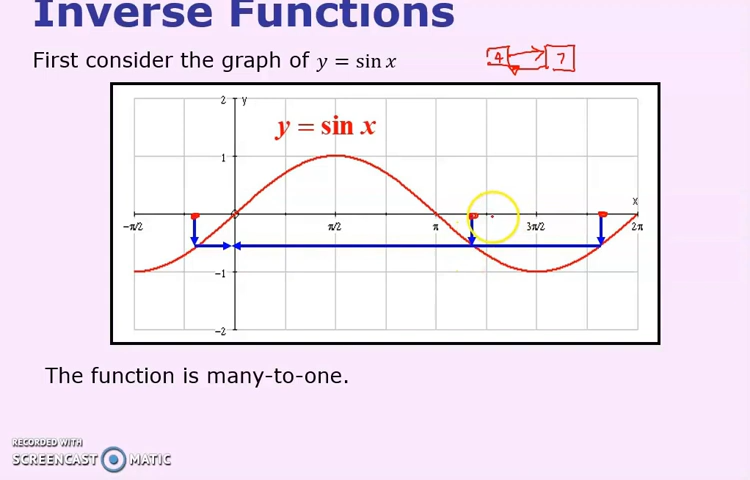 Inverse Functions
First consider the graph of y = sin x
4 7
2 y
y = sin x
1
x
−π/2 π/2 π 3π/2 2π
−1
−2
The function is many-to-one.
RECORDED WITH
SCREENCAST MATIC